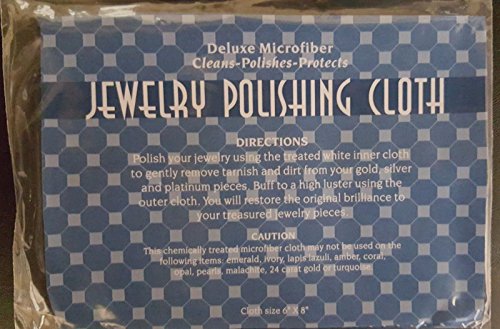 Deluxe Microfiber
Cleans-Polishes-Protects
JEWELRY POLISHING CLOTH
DIRECTIONS
Polish your jewelry using the treated white inner cloth
to gently remove tarnish and dirt from your gold, silver
and platinum pieces. Buff to a high luster using the
outer cloth. You will restore the original brilliance to
your treasured jewelry pieces.
CAUTION
This chemically treated microfiber cloth may not be used on the
following items: emerald, ivory, lapis lazuli, amber, coral,
opal, pearls, malachite, 24 carat gold or turquoise.
Cloth size 6" X 8"